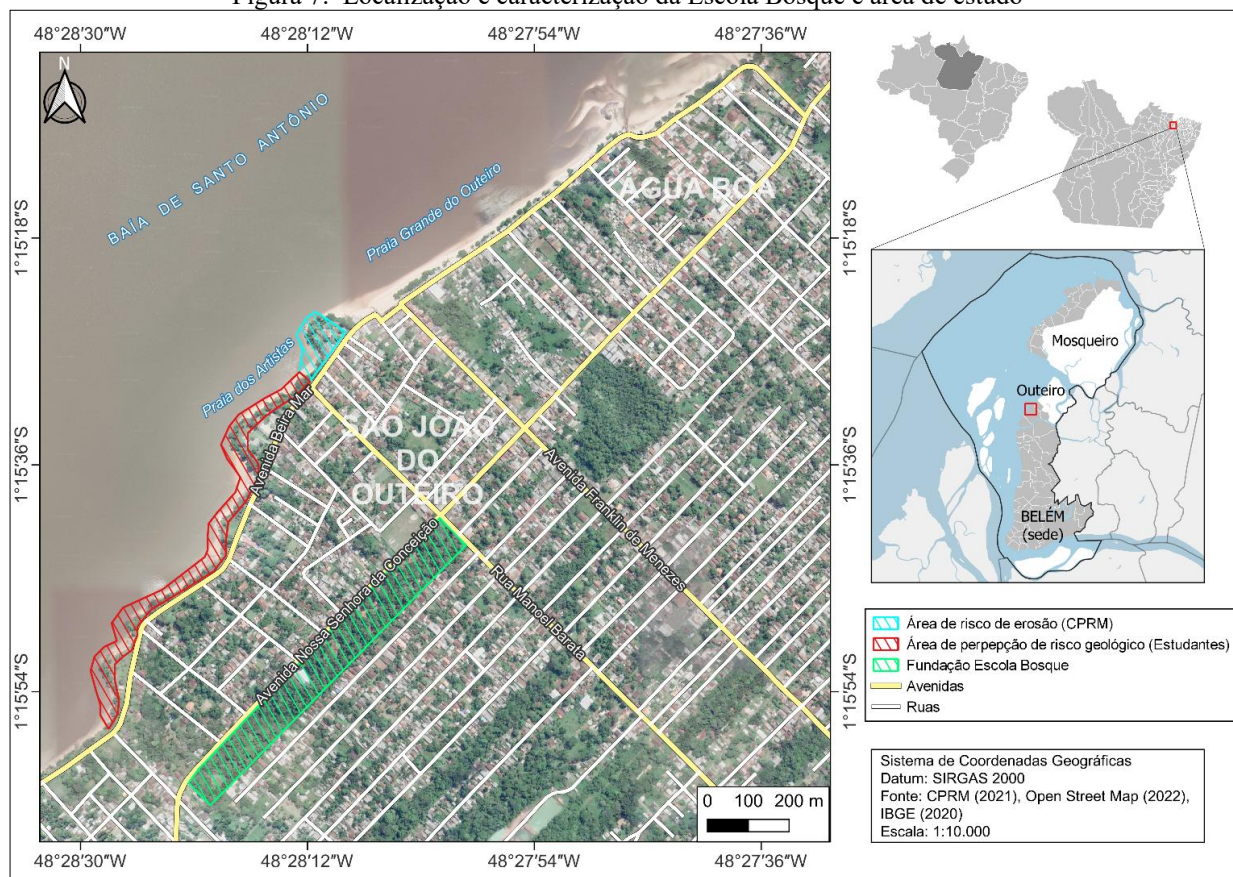 Figura 7. Localização e caracterização da Escola Bosque e área de estudo
48°28'30"W
48°28'12"W
47°27'54"W
48°27'36"W
N
BAÍA DE SANTO ANTÔNIO
Praia Grande do Outeiro
ÁGUA BOA
1°15'18"S
1°15'18"S
Praia dos Artistas
Avenida Beira Mar
SÃO JOÃO
DO
OUTEIRO
1°15'36"S
1°15'36"S
Avenida Franklin de Menezes
Avenida Nossa Senhora da Conceição
Rua Manoel Barata
1°15'54"S
1°15'54"S
0 100 200 m
48°28'30"W
48°28'12"W
48°27'54"W
48°27'36"W
Mosqueiro
Outeiro
BELÉM
(sede)
Área de risco de erosão (CPRM)
Área de perpepção de risco geológico (Estudantes)
Fundação Escola Bosque
Avenidas
Ruas
Sistema de Coordenadas Geográficas
Datum: SIRGAS 2000
Fonte: CPRM (2021), Open Street Map (2022),
IBGE (2020)
Escala: 1:10.000